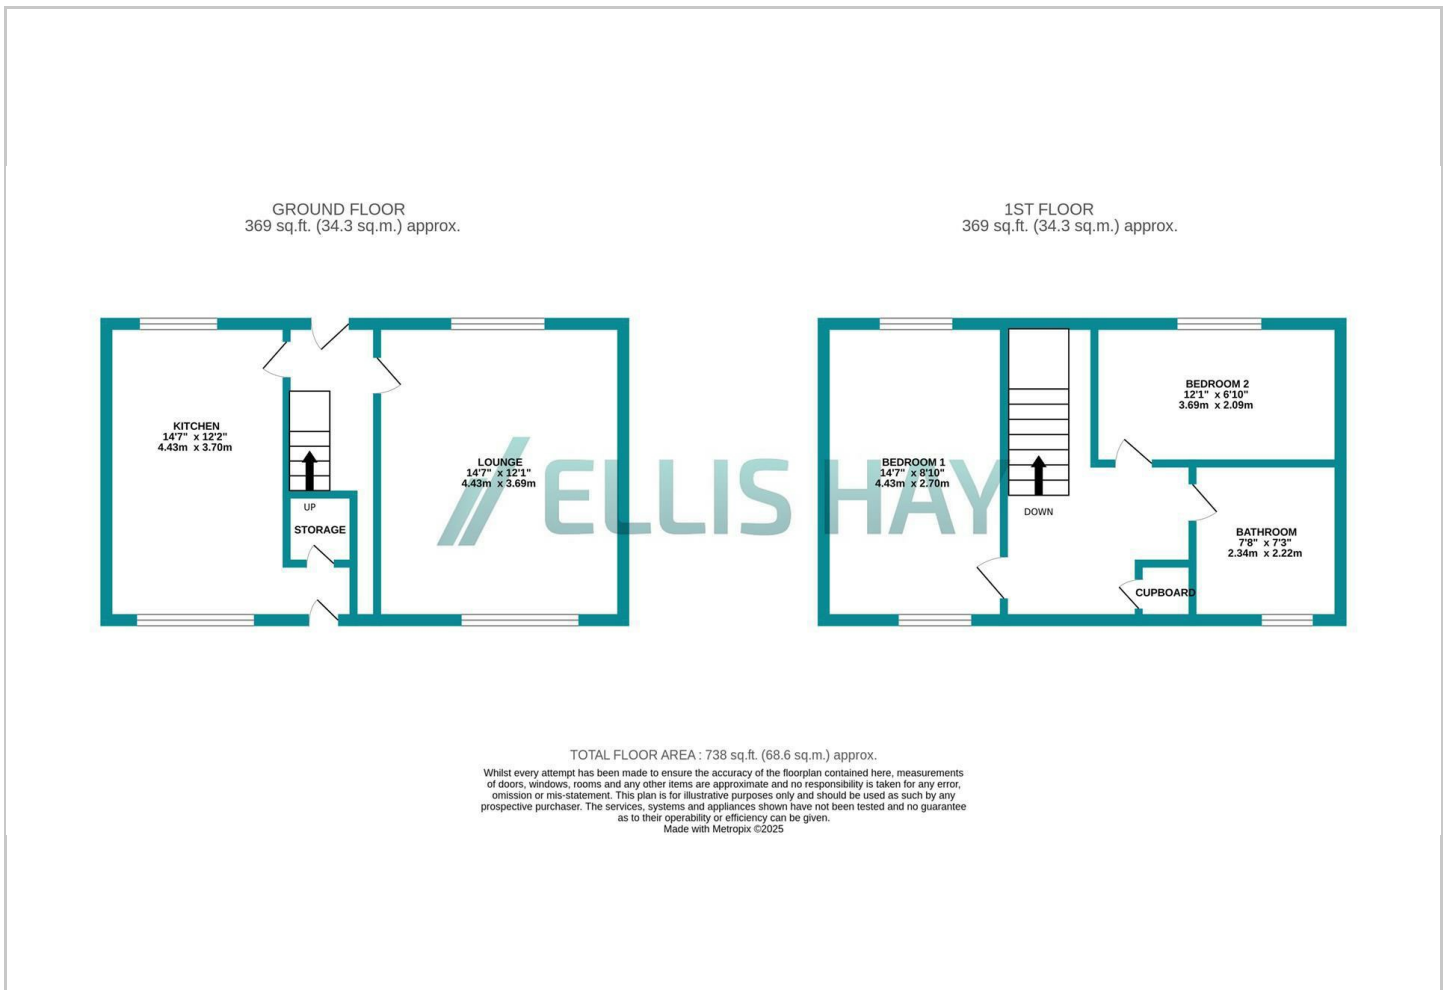 GROUND FLOOR
369 sq.ft. (34.3 sq.m.) approx.
1ST FLOOR
369 sq.ft. (34.3 sq.m.) approx.
KITCHEN
14'7" x 12'2"
4.43m x 3.70m
LOUNGE
14'7" x 12'1"
4.43m x 3.69m
UP
STORAGE
BEDROOM 1
14'7" x 8'10"
4.43m x 2.70m
DOWN
BEDROOM 2
12'1" x 6'10"
3.69m x 2.09m
BATHROOM
7'8" x 7'3"
2.34m x 2.22m
CUPBOARD
ELLIS HAY
TOTAL FLOOR AREA : 738 sq.ft. (68.6 sq.m.) approx.
Whilst every attempt has been made to ensure the accuracy of the floorplan contained here, measurements
of doors, windows, rooms and any other items are approximate and no responsibility is taken for any error,
omission or mis-statement. This plan is for illustrative purposes only and should be used as such by any
prospective purchaser. The services, systems and appliances shown have not been tested and no guarantee
as to their operability or efficiency can be given.
Made with Metropix ©2025